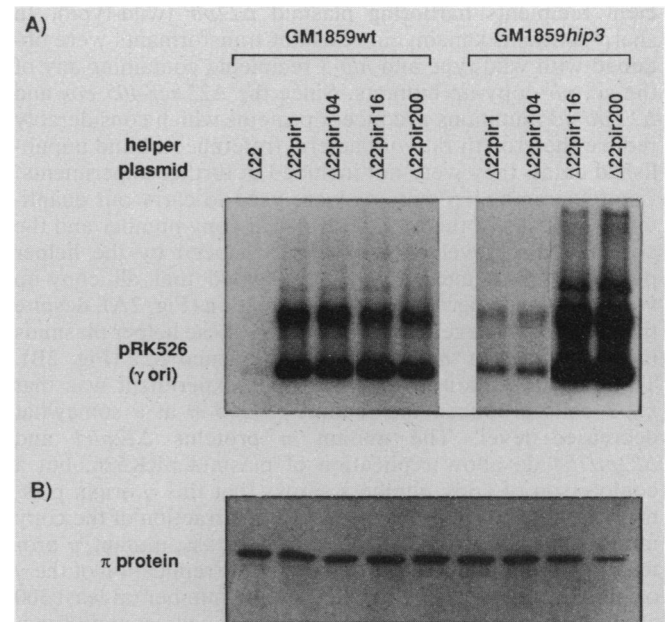 A)
GM1859wt
GM1859hip3
helper
plasmid
Δ22
Δ22pir1
Δ22pir104
Δ22pir116
Δ22pir200
Δ22pir1
Δ22pir104
Δ22pir116
Δ22pir200
pRK526
(γ ori)
B)
π protein